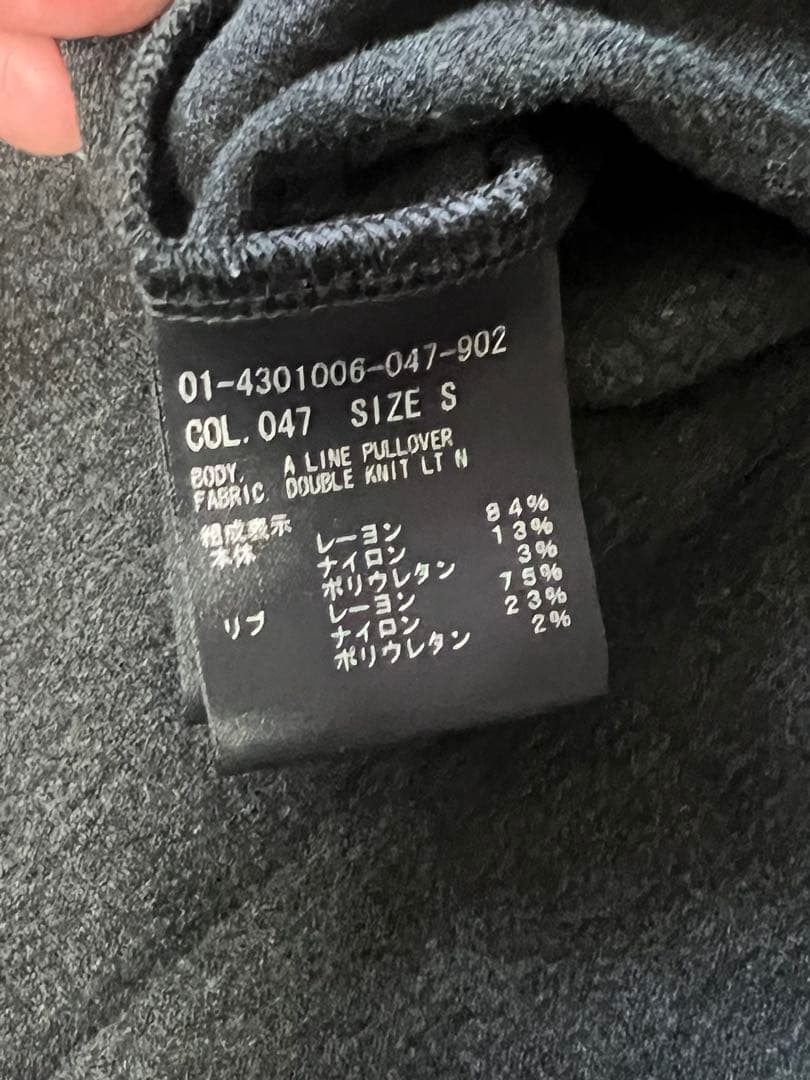 01-4301006-047-902
COL. 047 SIZE S
BODY. A LINE PULLOVER
FABRIC DOUBLE KNIT LT N
組成表示
本体 レーヨン 84%
ナイロン 13%
ポリウレタン 3%
リブ レーヨン 75%
ナイロン 23%
ポリウレタン 2%